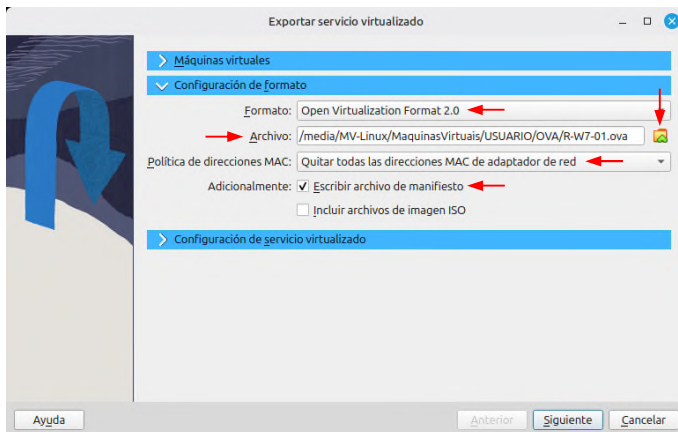 Exportar servicio virtualizado
Máquinas virtuales
Configuración de formato
Formato: Open Virtualization Format 2.0
Archivo: /media/MV-Linux/MaquinasVirtuais/USUARIO/OVA/R-W7-01.ova
Política de direcciones MAC: Quitar todas las direcciones MAC de adaptador de red
Adicionalmente: Escribir archivo de manifiesto
Incluir archivos de imagen ISO
Configuración de servicio virtualizado
Ayuda Anterior Siguiente Cancelar